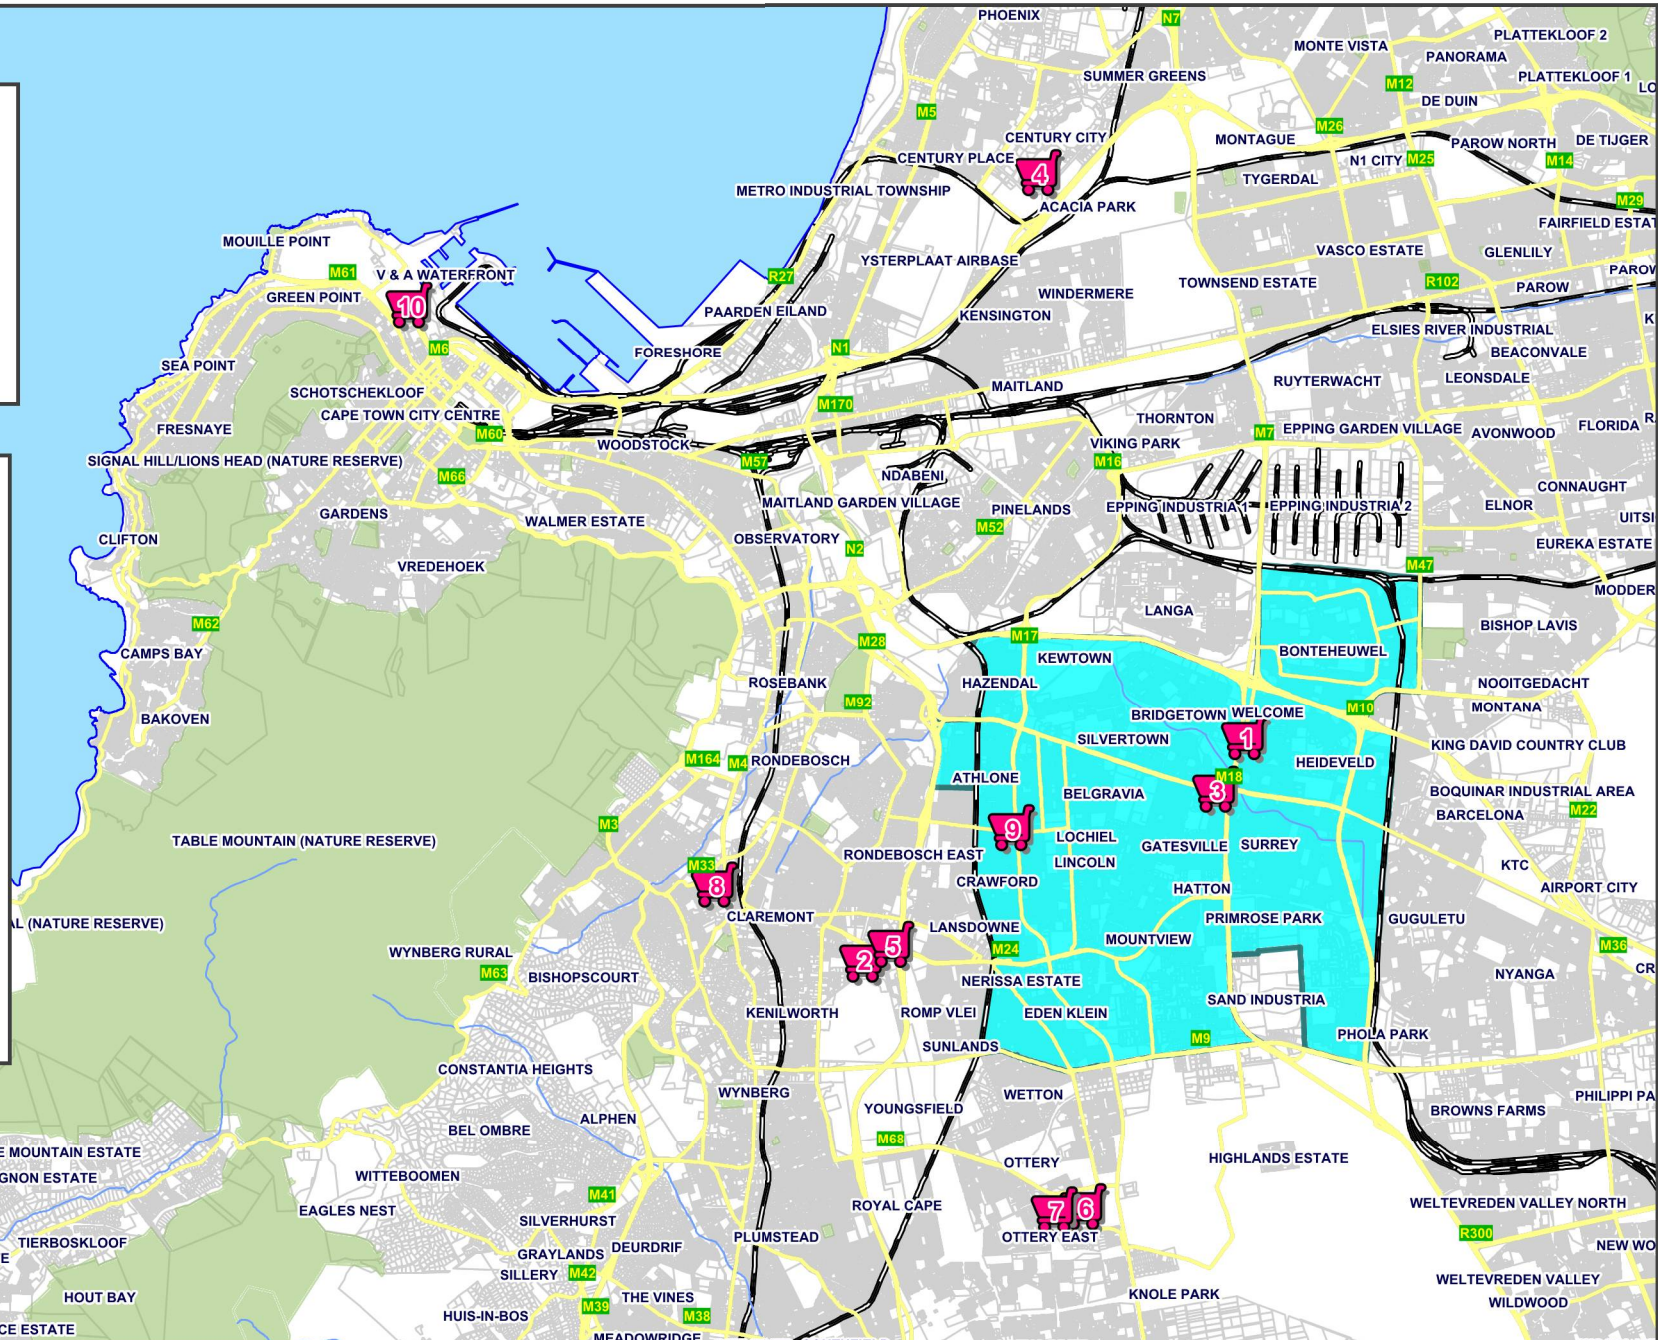 PHOENIX
N7
PLATTEKLOOF 2
MONTE VISTA
PANORAMA
SUMMER GREENS
PLATTEKLOOF 1
M12
LO
DE DUIN
M5
M26
CENTURY CITY
MONTAGUE
PAROW NORTH
DE TIJGER
CENTURY PLACE
N1 CITY
M25
M14
4
TYGERDAL
METRO INDUSTRIAL TOWNSHIP
M29
ACACIA PARK
FAIRFIELD ESTAT
MOUILLE POINT
VASCO ESTATE
GLENLILY
YSTERPLAAT AIRBASE
M61
V & A WATERFRONT
R27
PAROW
TOWNSEND ESTATE
R102
PAROW
GREEN POINT
10
WINDERMERE
PAARDEN EILAND
KENSINGTON
K
ELSIES RIVER INDUSTRIAL
M6
N1
FORESHORE
BEACONVALE
SEA POINT
RUYTERWACHT
LEONSDALE
SCHOTSCHEKLOOF
MAITLAND
M170
CAPE TOWN CITY CENTRE
THORNTON
R
FRESNAYE
M60
M7
EPPING GARDEN VILLAGE
AVONWOOD
FLORIDA
WOODSTOCK
VIKING PARK
SIGNAL HILL/LIONS HEAD (NATURE RESERVE)
M57
M16
M66
NDABENI
CONNAUGHT
MAITLAND GARDEN VILLAGE
PINELANDS
EPPING INDUSTRIA 1
EPPING INDUSTRIA 2
ELNOR
GARDENS
WALMER ESTATE
M52
UITSI
CLIFTON
OBSERVATORY
N2
EUREKA ESTATE
VREDEHOEK
M47
MODDER
LANGA
M62
BISHOP LAVIS
M28
M17
CAMPS BAY
KEWTOWN
BONTEHEUWEL
ROSEBANK
HAZENDAL
NOOITGEDACHT
M92
M10
MONTANA
BAKOVEN
BRIDGETOWN
WELCOME
SILVERTOWN
1
KING DAVID COUNTRY CLUB
M164
M4
RONDEBOSCH
HEIDEVELD
ATHLONE
M18
BELGRAVIA
3
BOQUINAR INDUSTRIAL AREA
M22
BARCELONA
M3
9
LOCHIEL
TABLE MOUNTAIN (NATURE RESERVE)
GATESVILLE
SURREY
RONDEBOSCH EAST
LINCOLN
M33
KTC
8
CRAWFORD
HATTON
AIRPORT CITY
CLAREMONT
PRIMROSE PARK
GUGULETU
AL (NATURE RESERVE)
LANSDOWNE
MOUNTVIEW
5
M24
M36
WYNBERG RURAL
2
CR
M63
BISHOPSCOURT
NERISSA ESTATE
NYANGA
SAND INDUSTRIA
KENILWORTH
ROMP VLEI
EDEN KLEIN
PHOLA PARK
M9
SUNLANDS
CONSTANTIA HEIGHTS
WYNBERG
WETTON
PHILIPPI PA
YOUNGSFIELD
BROWNS FARMS
ALPHEN
BEL OMBRE
M68
E MOUNTAIN ESTATE
OTTERY
HIGHLANDS ESTATE
GNON ESTATE
WITTEBOOMEN
M41
ROYAL CAPE
WELTEVREDEN VALLEY NORTH
EAGLES NEST
7
6
SILVERHURST
R300
PLUMSTEAD
OTTERY EAST
TIERBOSKLOOF
DEURDRIF
NEW WO
E
GRAYLANDS
SILLERY
M42
WELTEVREDEN VALLEY
HOUT BAY
THE VINES
KNOLE PARK
WILDWOOD
M39
HUIS-IN-BOS
M38
CE ESTATE
MEADOWRIDGE